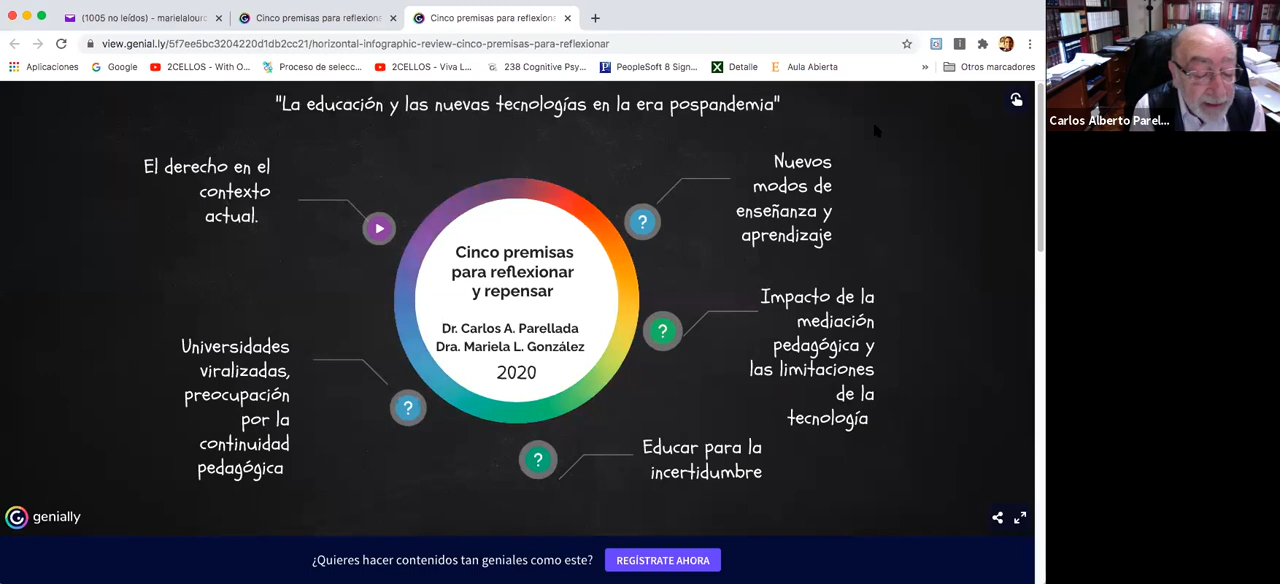 (1005 no leídos) - marielalourc
Cinco premisas para reflexiona
Cinco premisas para reflexiona
view.genial.ly/5f7ee5bc3204220d1db2cc21/horizontal-infographic-review-cinco-premisas-para-reflexionar
Aplicaciones
Google
2CELLOS - With O...
Proceso de selecc...
2CELLOS - Viva L...
238 Cognitive Psy...
PeopleSoft 8 Sign...
Detalle
Aula Abierta
»
Otros marcadores
Carlos Alberto Parel...
"La educación y las nuevas tecnologías en la era pospandemia"
El derecho en el
contexto
actual.
Nuevos
modos de
enseñanza y
aprendizaje
Cinco premisas
para reflexionar
y repensar
Dr. Carlos A. Parellada
Dra. Mariela L. González
2020
Impacto de la
mediación
pedagógica y
las limitaciones
de la
tecnología
Universidades
viralizadas,
preocupación
por la
continuidad
pedagógica
Educar para la
incertidumbre
genially
¿Quieres hacer contenidos tan geniales como este?
REGÍSTRATE AHORA